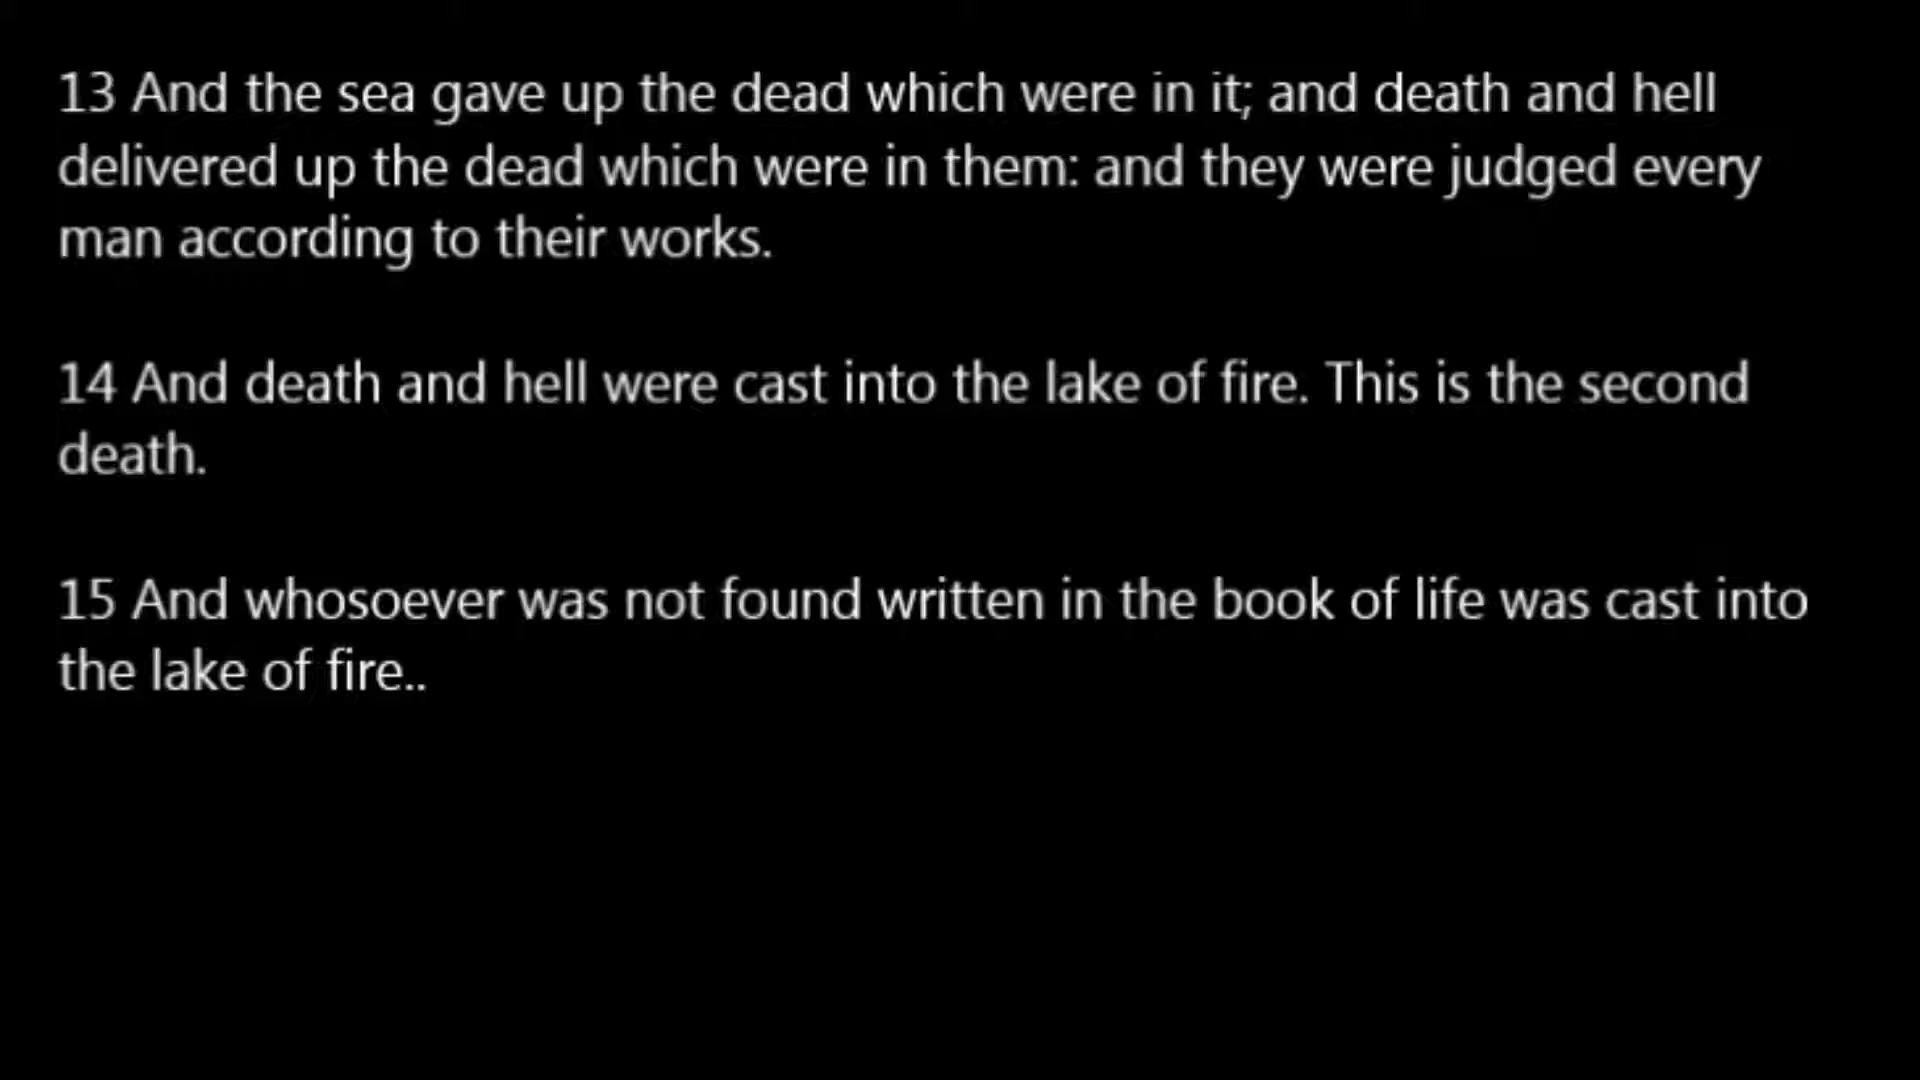 13 And the sea gave up the dead which were in it; and death and hell
delivered up the dead which were in them: and they were judged every
man according to their works.
14 And death and hell were cast into the lake of fire. This is the second
death.
15 And whosoever was not found written in the book of life was cast into
the lake of fire..